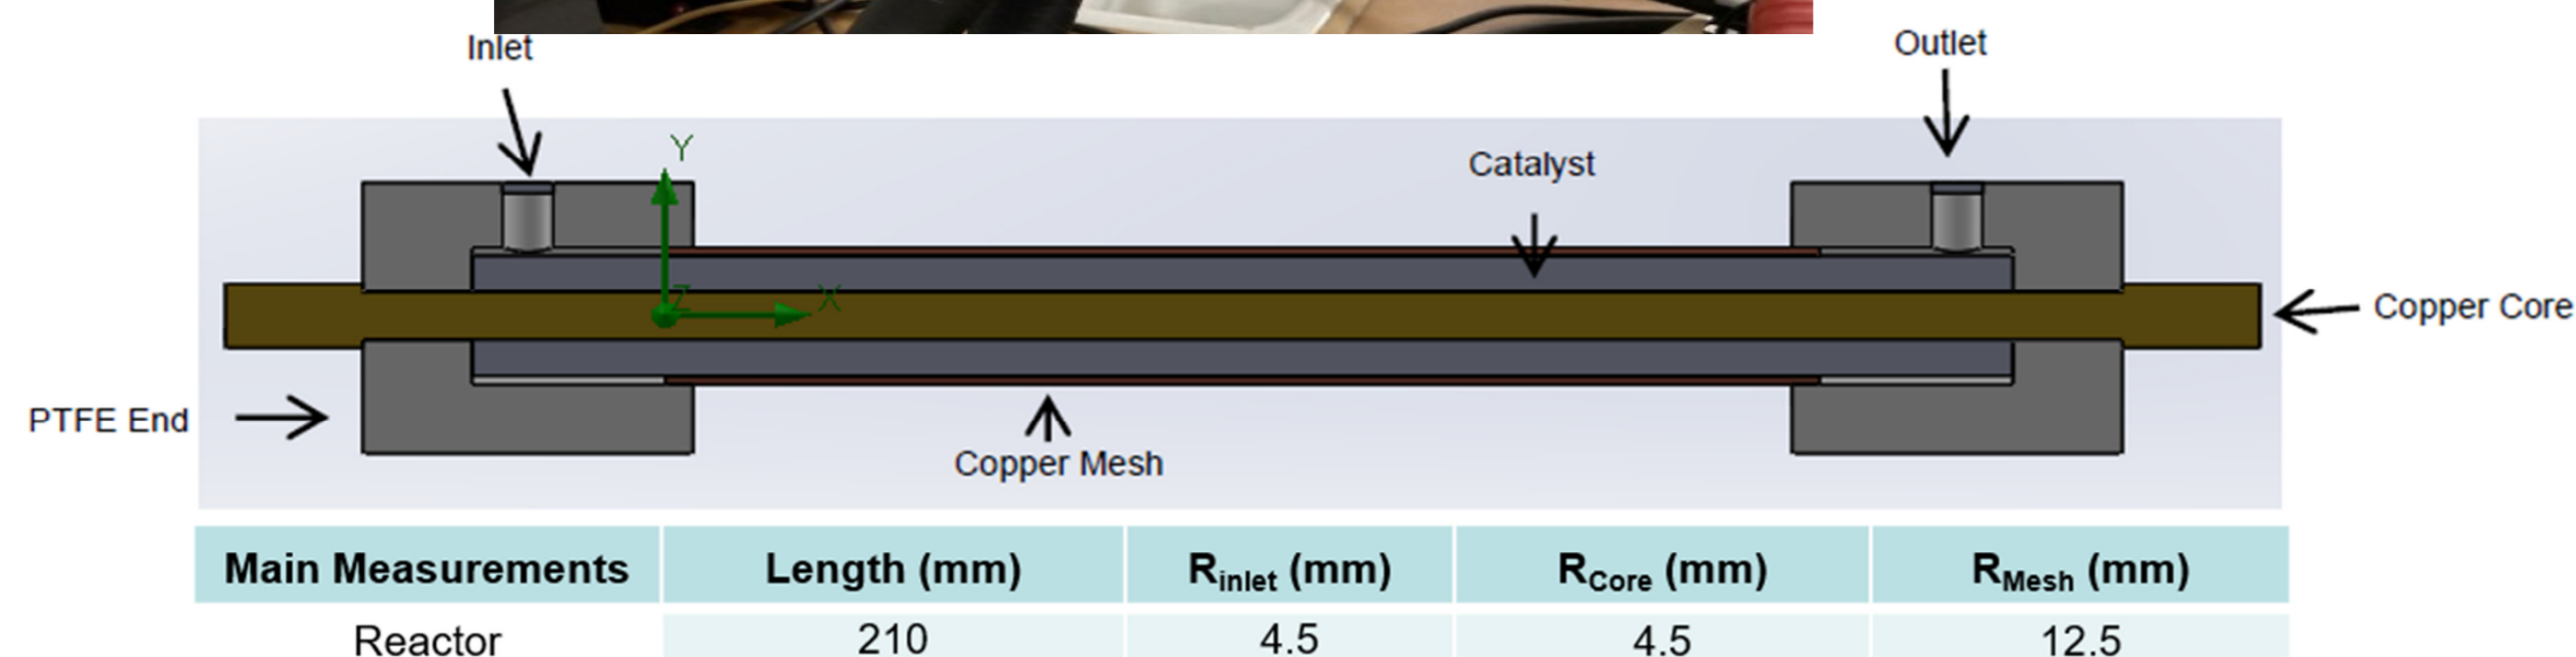 Inlet
Outlet
Y
Catalyst
Z
X
Copper Core
PTFE End
Copper Mesh
Main Measurements Length (mm) Rinlet (mm) RCore (mm) RMesh (mm)
Reactor 210 4.5 4.5 12.5